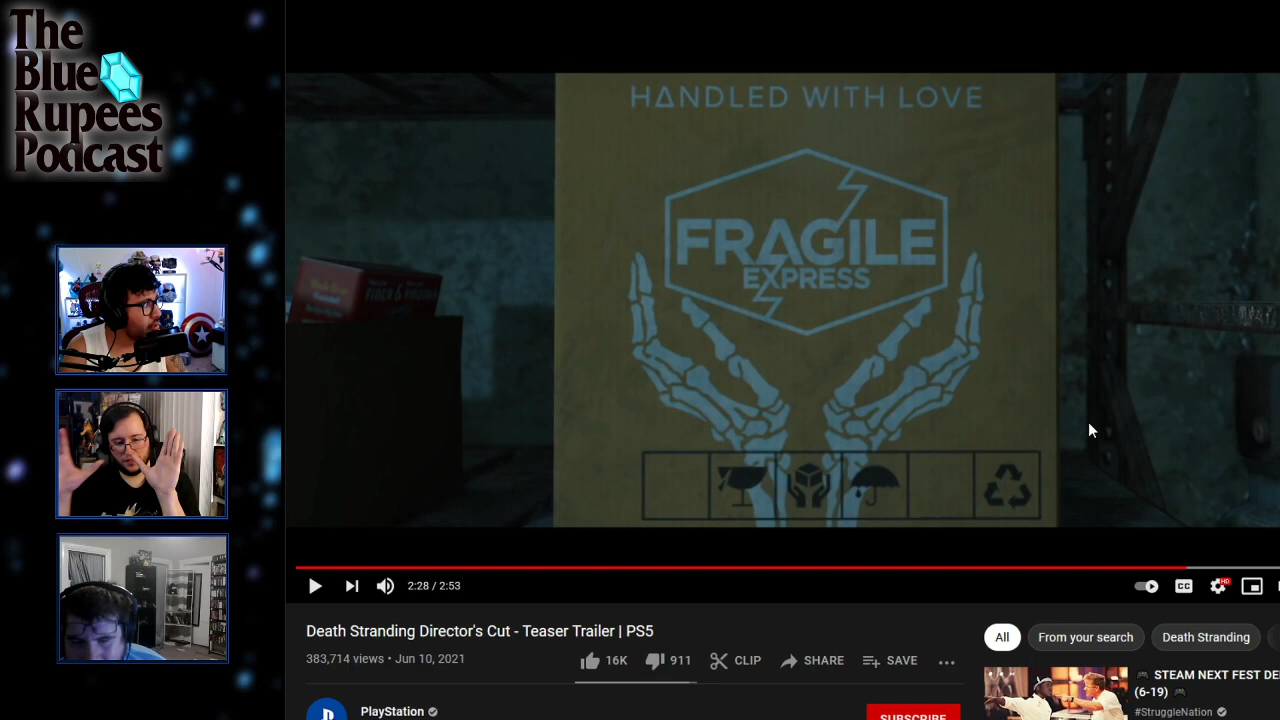 The
Blue
Rupees
Podcast
HANDLED WITH LOVE
FRAGILE
EXPRESS
2:28 / 2:53
CC
HD
Death Stranding Director's Cut - Teaser Trailer | PS5
383,714 views • Jun 10, 2021
16K
911
CLIP
SHARE
SAVE
All
From your search
Death Stranding
STEAM NEXT FEST DE
(6-19)
#StruggleNation
PlayStation
SUBSCRIBE